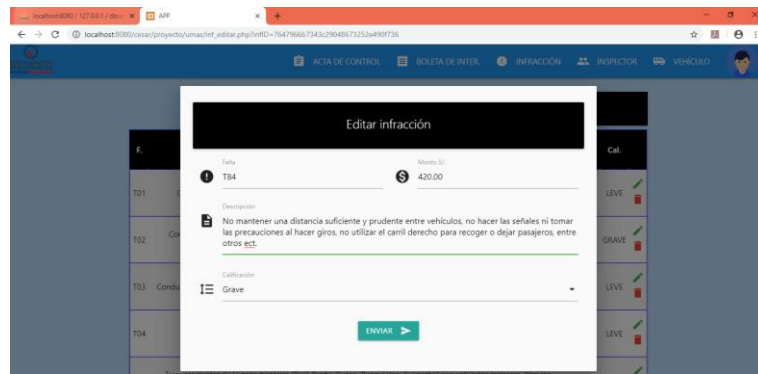 localhost:8080 / 127.0.0.1 / dbc
APP
localhost:8080/cesar/proyecto/umas/inf_editar.php?infID=7647966b7343c29048673252e490f736
ACTA DE CONTROL
BOLETA DE INTER.
INFRACCIÓN
INSPECTOR
VEHÍCULO
Editar infracción
F.
Cal.
Falta
Monto S/.
T84
420.00
T01
LEVE
Descripción
No mantener una distancia suficiente y prudente entre vehículos, no hacer las señales ni tomar
las precauciones al hacer giros, no utilizar el carril derecho para recoger o dejar pasajeros, entre
otros ect.
T02
GRAVE
Calificación
Grave
T03
LEVE
ENVIAR
T04
LEVE